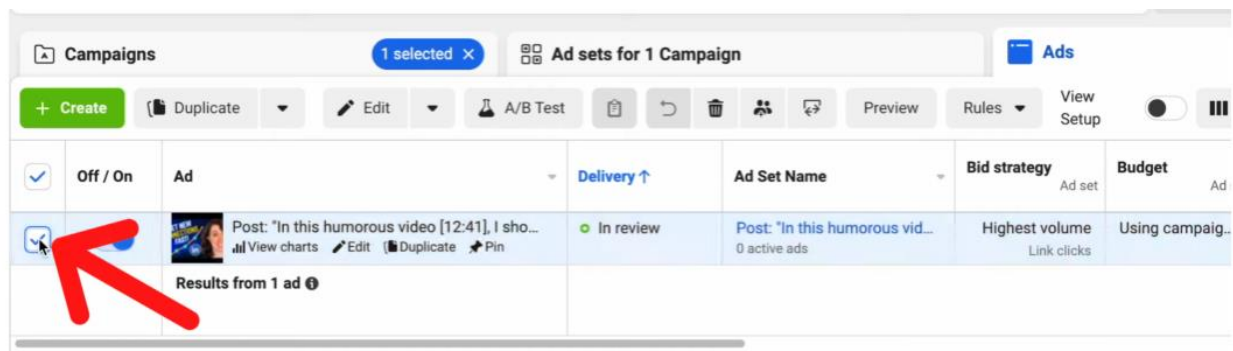 Campaigns
1 selected ×
Ad sets for 1 Campaign
Ads
+ Create
Duplicate
Edit
A/B Test
Preview
Rules
View
Setup
Off / On
Ad
Delivery ↑
Ad Set Name
Bid strategy
Ad set
Budget
Ad
Post: "In this humorous video [12:41], I sho...
View charts
Edit
Duplicate
Pin
In review
Post: "In this humorous vid...
0 active ads
Highest volume
Link clicks
Using campaig...
Results from 1 ad